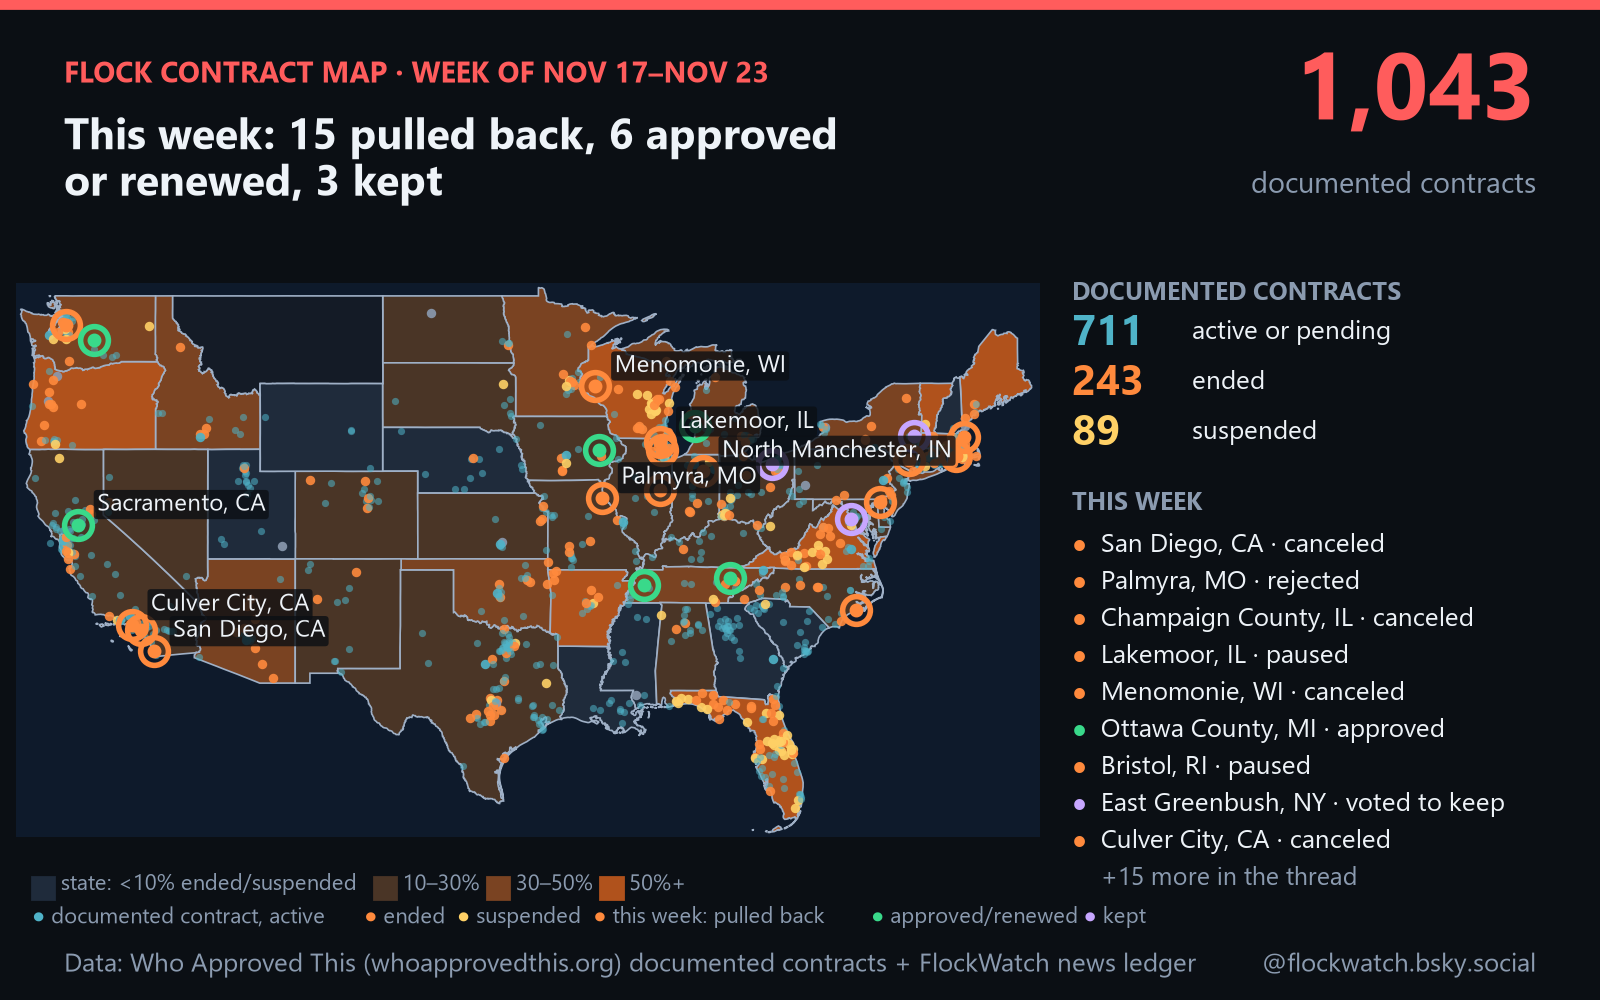 FLOCK CONTRACT MAP · WEEK OF NOV 17–NOV 23
This week: 15 pulled back, 6 approved
or renewed, 3 kept
1,043
documented contracts
Menomonie, WI
Lakemoor, IL
North Manchester, IN
Palmyra, MO
Sacramento, CA
Culver City, CA
San Diego, CA
DOCUMENTED CONTRACTS
711 active or pending
243 ended
89 suspended
THIS WEEK
San Diego, CA · canceled
Palmyra, MO · rejected
Champaign County, IL · canceled
Lakemoor, IL · paused
Menomonie, WI · canceled
Ottawa County, MI · approved
Bristol, RI · paused
East Greenbush, NY · voted to keep
Culver City, CA · canceled
+15 more in the thread
state: <10% ended/suspended 10–30% 30–50% 50%+
documented contract, active ended suspended this week: pulled back approved/renewed kept
Data: Who Approved This (whoapprovedthis.org) documented contracts + FlockWatch news ledger
@flockwatch.bsky.social